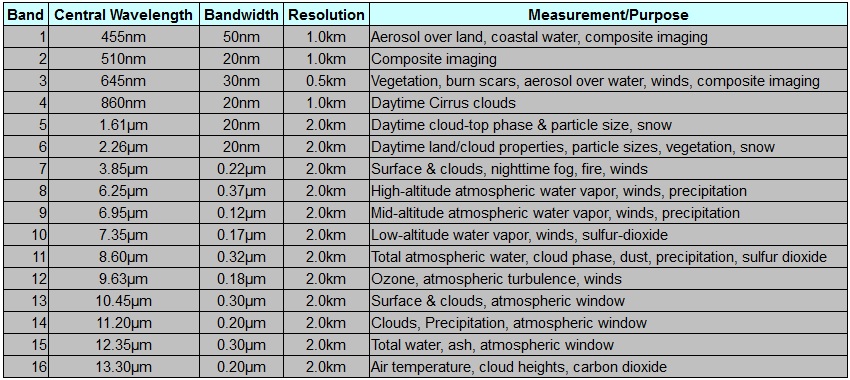 Band Central Wavelength Bandwidth Resolution Measurement/Purpose
1 455nm 50nm 1.0km Aerosol over land, coastal water, composite imaging
2 510nm 20nm 1.0km Composite imaging
3 645nm 30nm 0.5km Vegetation, burn scars, aerosol over water, winds, composite imaging
4 860nm 20nm 1.0km Daytime Cirrus clouds
5 1.61µm 20nm 2.0km Daytime cloud-top phase & particle size, snow
6 2.26µm 20nm 2.0km Daytime land/cloud properties, particle sizes, vegetation, snow
7 3.85µm 0.22µm 2.0km Surface & clouds, nighttime fog, fire, winds
8 6.25µm 0.37µm 2.0km High-altitude atmospheric water vapor, winds, precipitation
9 6.95µm 0.12µm 2.0km Mid-altitude atmospheric water vapor, winds, precipitation
10 7.35µm 0.17µm 2.0km Low-altitude water vapor, winds, sulfur-dioxide
11 8.60µm 0.32µm 2.0km Total atmospheric water, cloud phase, dust, precipitation, sulfur dioxide
12 9.63µm 0.18µm 2.0km Ozone, atmospheric turbulence, winds
13 10.45µm 0.30µm 2.0km Surface & clouds, atmospheric window
14 11.20µm 0.20µm 2.0km Clouds, Precipitation, atmospheric window
15 12.35µm 0.30µm 2.0km Total water, ash, atmospheric window
16 13.30µm 0.20µm 2.0km Air temperature, cloud heights, carbon dioxide